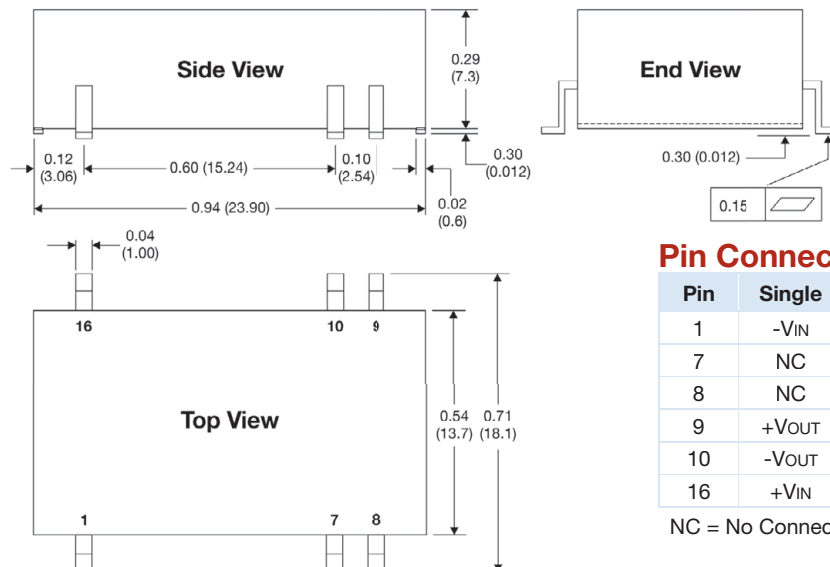 Side View
0.29
(7.3)
0.12
(3.06)
0.60 (15.24)
0.10
(2.54)
0.30
(0.012)
0.02
(0.6)
0.94 (23.90)
End View
0.30 (0.012)
0.15
0.04
(1.00)
16 10 9
Top View
0.54
(13.7)
0.71
(18.1)
1 7 8
Pin Connec
Pin Single
1 -VIN
7 NC
8 NC
9 +VOUT
10 -VOUT
16 +VIN
NC = No Connec